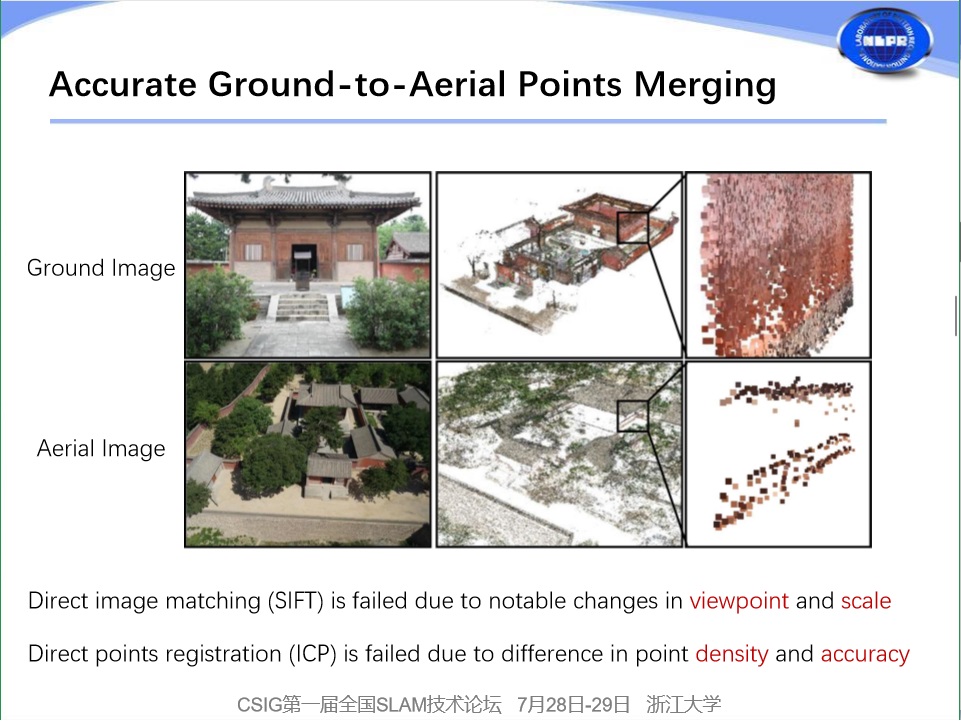 NLPR
Accurate Ground-to-Aerial Points Merging
Ground Image
Aerial Image
Direct image matching (SIFT) is failed due to notable changes in viewpoint and scale
Direct points registration (ICP) is failed due to difference in point density and accuracy
CSIG第一届全国SLAM技术论坛 7月28日-29日 浙江大学